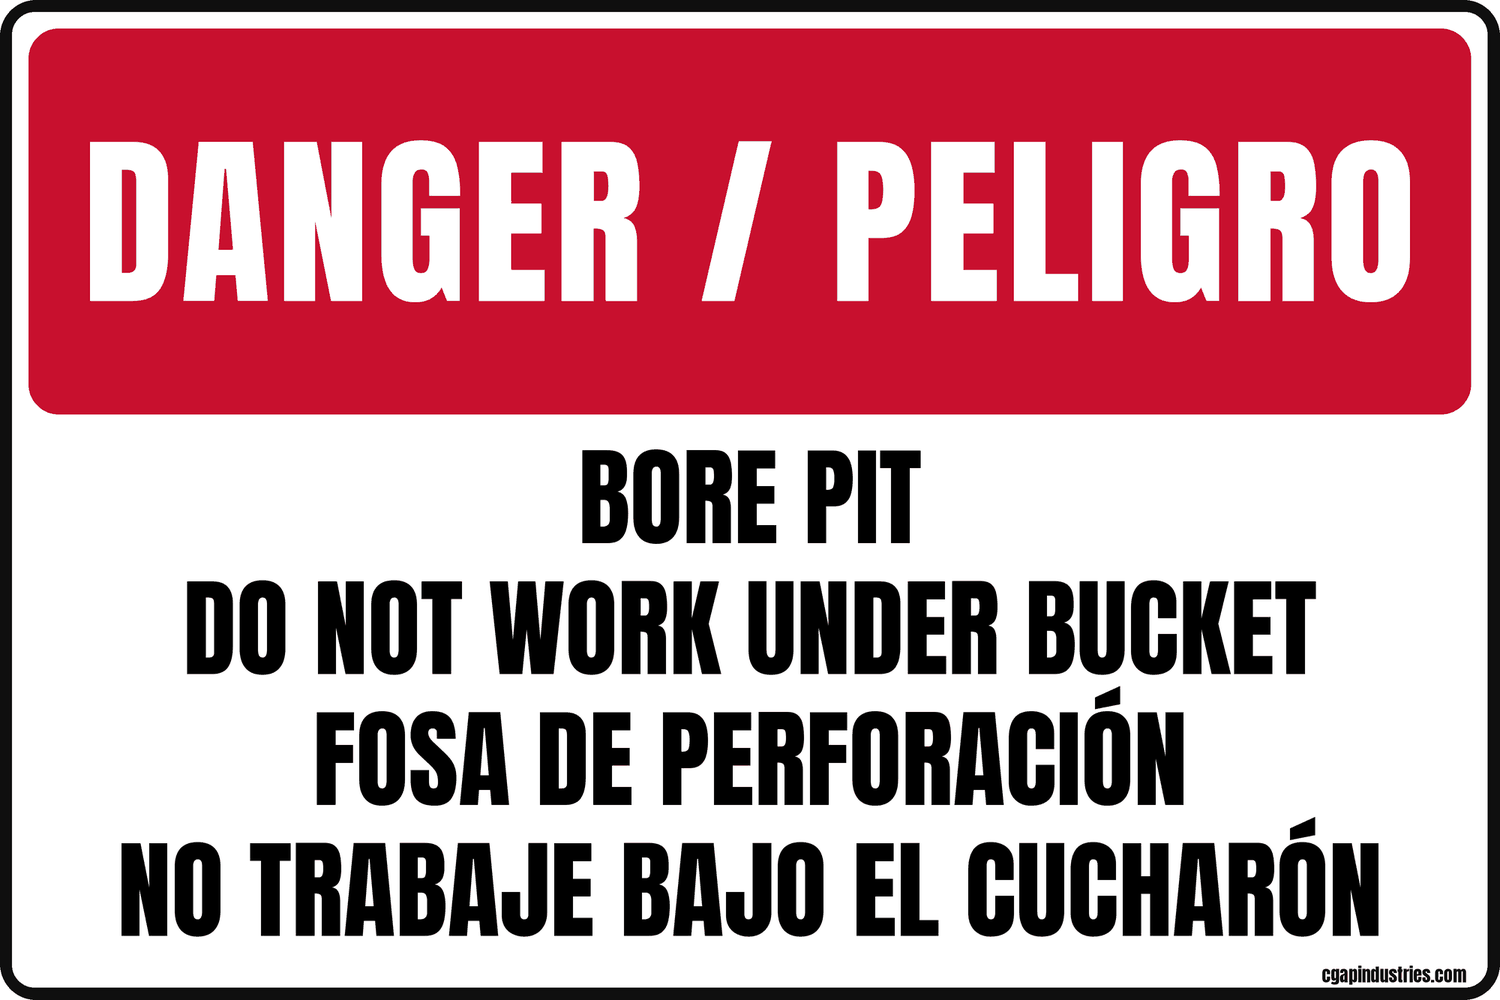 DANGER / PELIGRO
BORE PIT
DO NOT WORK UNDER BUCKET
FOSA DE PERFORACIÓN
NO TRABAJE BAJO EL CUCHARÓN
cgapindustries.com